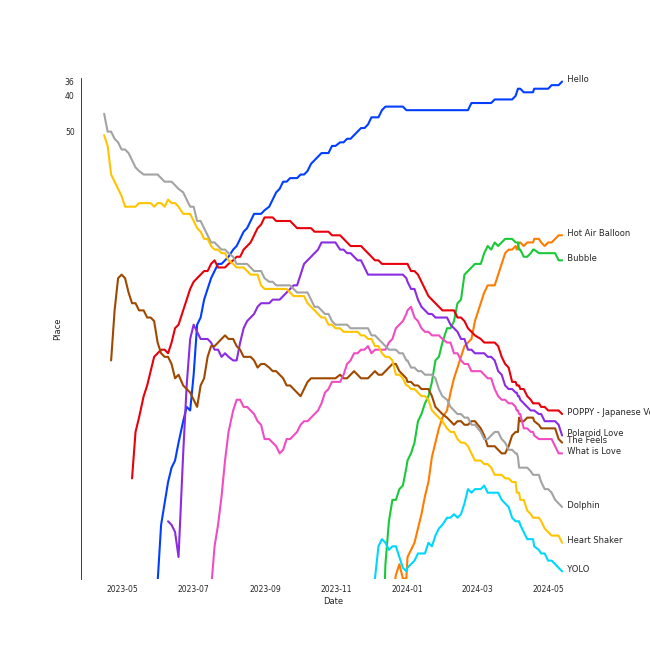 36
40
50
Place
Hello
Hot Air Balloon
Bubble
POPPY - Japanese Ve
Polaroid Love
The Feels
What is Love
Dolphin
Heart Shaker
YOLO
2023-05 2023-07 2023-09 2023-11 2024-01 2024-03 2024-05
Date